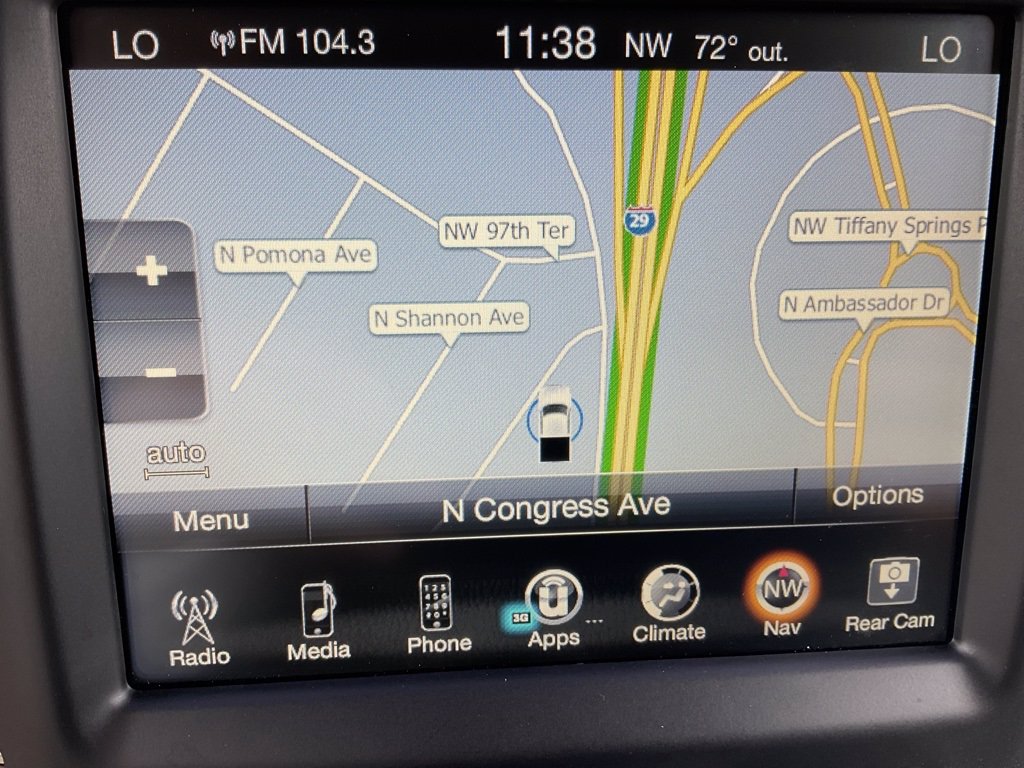 LO FM 104.3 11:38 NW 72° out. LO
29
NW 97th Ter
NW Tiffany Springs P
N Pomona Ave
N Shannon Ave
N Ambassador Dr
+
−
auto
Menu N Congress Ave Options
3G
NW
Radio Media Phone Apps ... Climate Nav Rear Cam